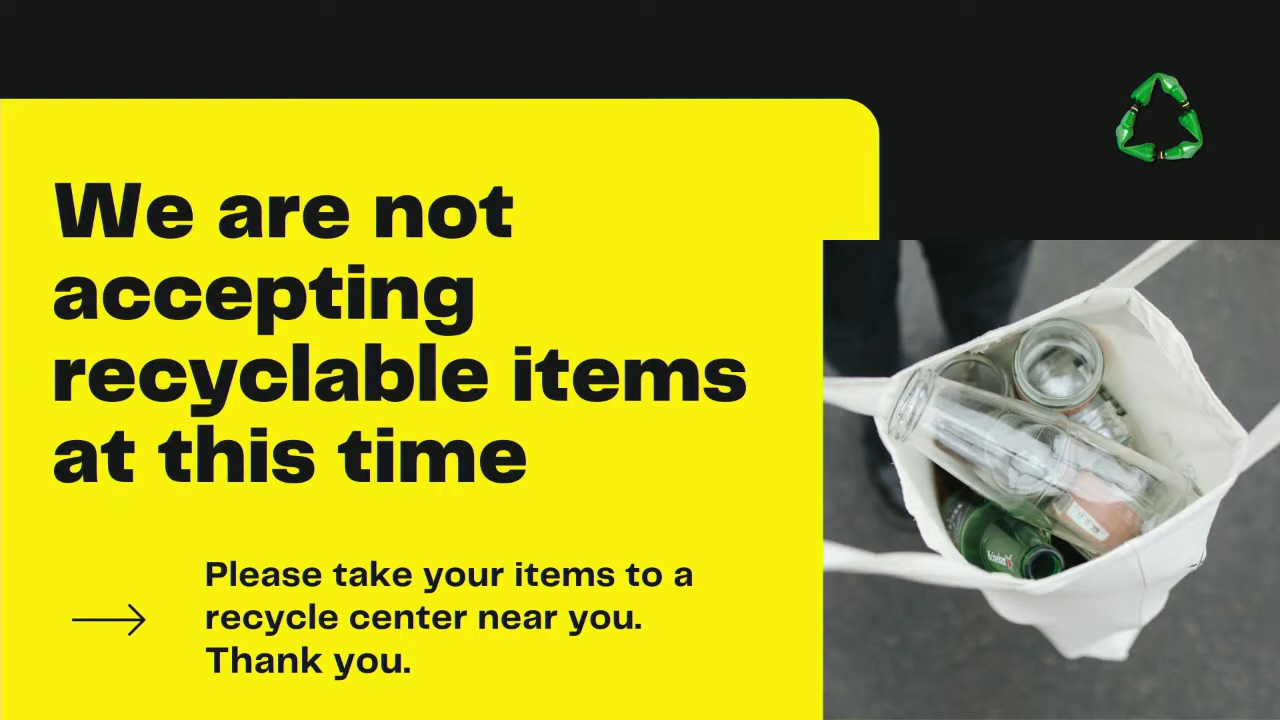 We are not
accepting
recyclable items
at this time
Please take your items to a
recycle center near you.
Thank you.
Heineken